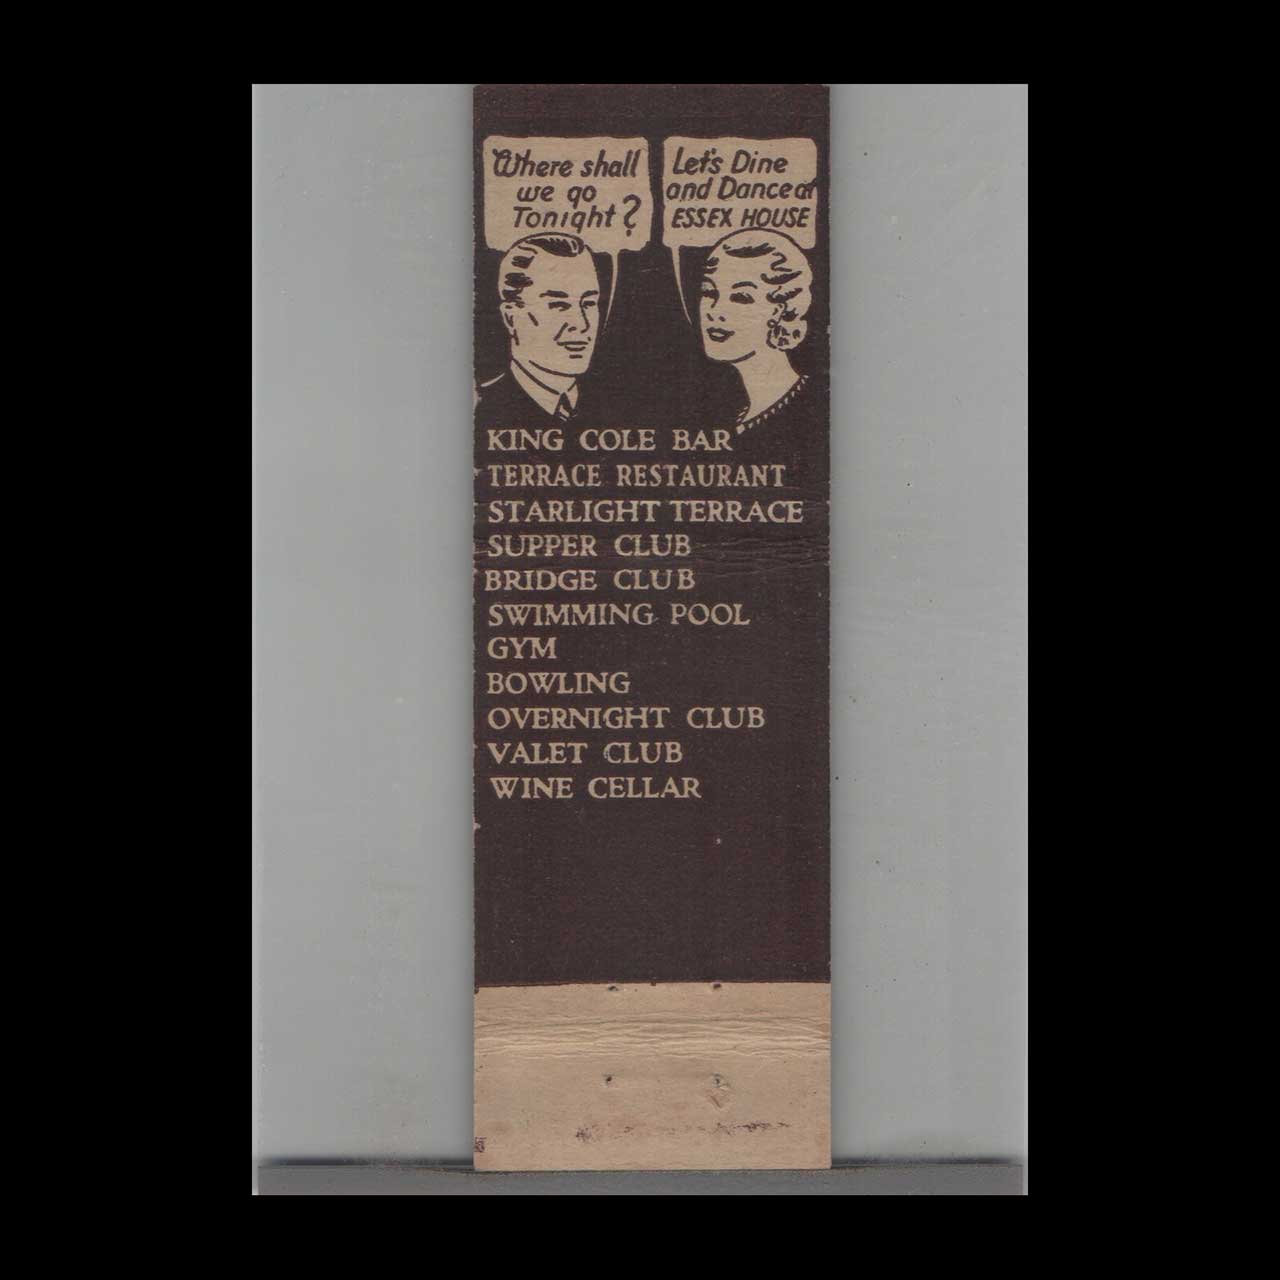 Where shall
we go
Tonight?
Let's Dine
and Dance at
ESSEX HOUSE
KING COLE BAR
TERRACE RESTAURANT
STARLIGHT TERRACE
SUPPER CLUB
BRIDGE CLUB
SWIMMING POOL
GYM
BOWLING
OVERNIGHT CLUB
VALET CLUB
WINE CELLAR